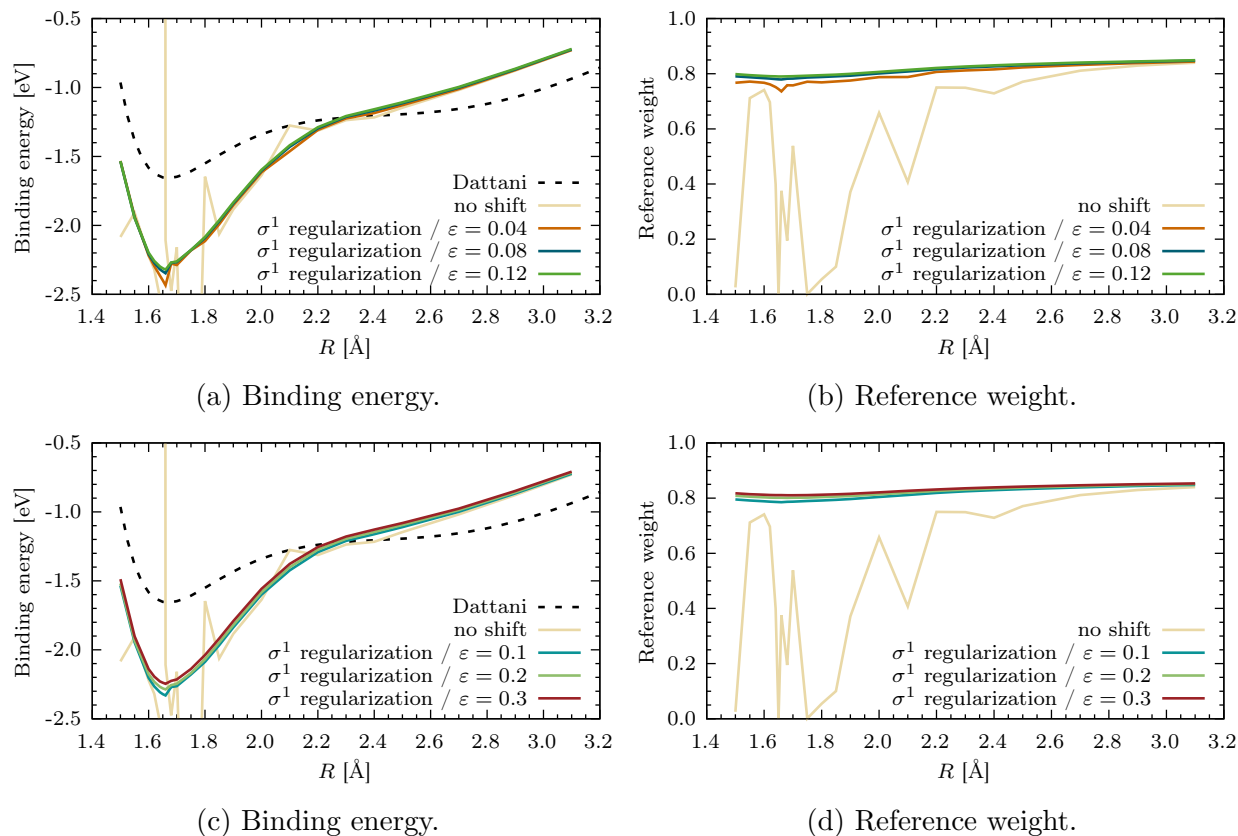 Binding energy [eV]
-0.5
-1.0
-1.5
-2.0
-2.5
1.4 1.6 1.8 2.0 2.2 2.4 2.6 2.8 3.0 3.2
R [Å]
Dattani
no shift
σ¹ regularization / ε = 0.04
σ¹ regularization / ε = 0.08
σ¹ regularization / ε = 0.12
(a) Binding energy.
Reference weight
1.0
0.8
0.6
0.4
0.2
0.0
1.4 1.6 1.8 2.0 2.2 2.4 2.6 2.8 3.0 3.2
R [Å]
no shift
σ¹ regularization / ε = 0.04
σ¹ regularization / ε = 0.08
σ¹ regularization / ε = 0.12
(b) Reference weight.
Binding energy [eV]
-0.5
-1.0
-1.5
-2.0
-2.5
1.4 1.6 1.8 2.0 2.2 2.4 2.6 2.8 3.0 3.2
R [Å]
Dattani
no shift
σ¹ regularization / ε = 0.1
σ¹ regularization / ε = 0.2
σ¹ regularization / ε = 0.3
(c) Binding energy.
Reference weight
1.0
0.8
0.6
0.4
0.2
0.0
1.4 1.6 1.8 2.0 2.2 2.4 2.6 2.8 3.0 3.2
R [Å]
no shift
σ¹ regularization / ε = 0.1
σ¹ regularization / ε = 0.2
σ¹ regularization / ε = 0.3
(d) Reference weight.